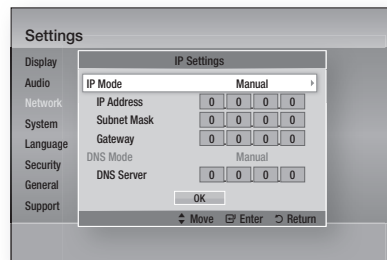 Settings
Display
Audio
Network
System
Language
Security
General
Support
IP Settings
IP Mode Manual
IP Address 0 . 0 . 0 . 0
Subnet Mask 0 . 0 . 0 . 0
Gateway 0 . 0 . 0 . 0
DNS Mode Manual
DNS Server 0 . 0 . 0 . 0
OK
Move Enter Return